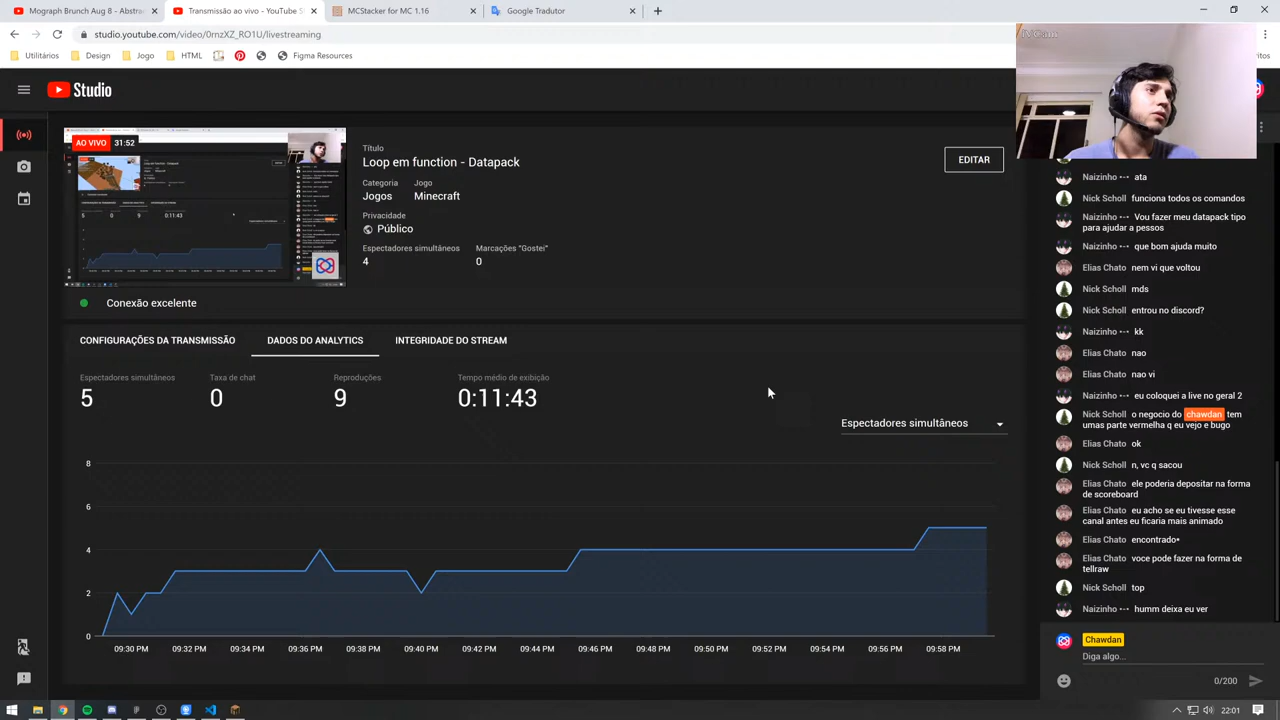 Mograph Brunch Aug 8 - Abstrac
Transmissão ao vivo - YouTube S
MCStacker for MC 1.16
Google Tradutor
studio.youtube.com/video/0rnzXZ_RO1U/livestreaming
Utilitários
Design
Jogo
HTML
Figma Resources
iVCam
Studio
AO VIVO 31:52
Título
Loop em function - Datapack
EDITAR
Categoria Jogo
Jogos Minecraft
Privacidade
Público
Espectadores simultâneos Marcações "Gostei"
4 0
Conexão excelente
CONFIGURAÇÕES DA TRANSMISSÃO DADOS DO ANALYTICS INTEGRIDADE DO STREAM
Espectadores simultâneos Taxa de chat Reproduções Tempo médio de exibição
5 0 9 0:11:43
Espectadores simultâneos
8
6
4
2
0
09:30 PM 09:32 PM 09:34 PM 09:36 PM 09:42 PM 09:44 PM 09:46 PM 09:48 PM 09:50 PM 09:52 PM 09:54 PM 09:56 PM 09:58 PM
Naizinho •-• ata
Nick Scholl funciona todos os comandos
Naizinho •-• Vou fazer meu datapack tipo
para ajudar a pessos
Naizinho •-• que bom ajuda muito
Elias Chato nem vi que voltou
Nick Scholl mds
Nick Scholl entrou no discord?
Naizinho •-• kk
Elias Chato nao
Elias Chato nao vi
Naizinho •-• eu coloquei a live no geral 2
Nick Scholl o negocio do chawdan tem
umas parte vermelha q eu vejo e bugo
Elias Chato ok
Nick Scholl n, vc q sacou
Elias Chato ele poderia depositar na forma
de scoreboard
Elias Chato eu acho se eu tivesse esse
canal antes eu ficaria mais animado
Elias Chato encontrado*
Elias Chato voce pode fazer na forma de
tellraw
Nick Scholl top
Naizinho •-• humm deixa eu ver
Chawdan
Diga algo...
0/200
22:01